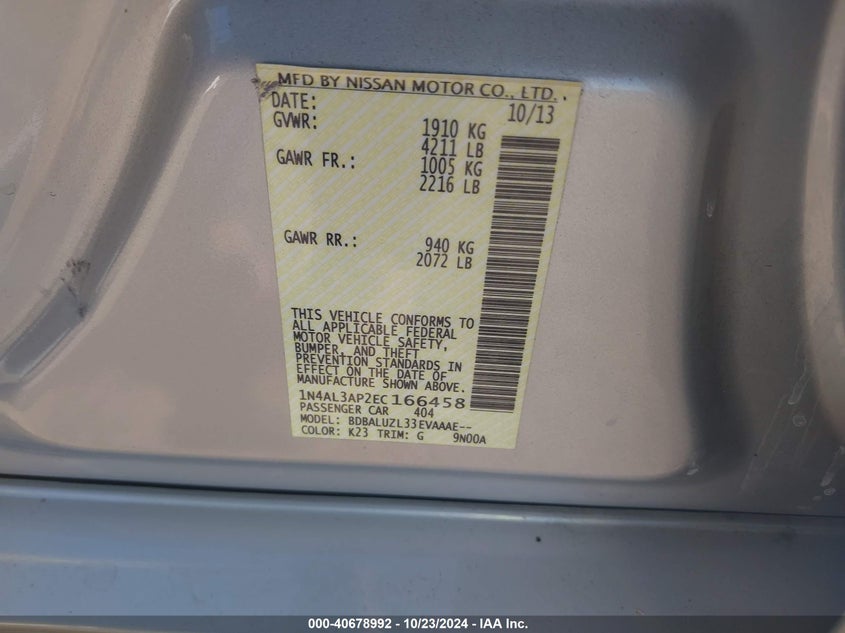 MFD BY NISSAN MOTOR CO., LTD.
DATE: 10/13
GVWR: 1910 KG
4211 LB
GAWR FR.: 1005 KG
2216 LB
GAWR RR.: 940 KG
2072 LB
THIS VEHICLE CONFORMS TO
ALL APPLICABLE FEDERAL
MOTOR VEHICLE SAFETY,
BUMPER, AND THEFT
PREVENTION STANDARDS IN
EFFECT ON THE DATE OF
MANUFACTURE SHOWN ABOVE.
1N4AL3AP2EC166458
PASSENGER CAR 404
MODEL: BDBALUZL33EVAAAE--
COLOR: K23 TRIM: G 9N00A
000-40678992 - 10/23/2024 - IAA Inc.